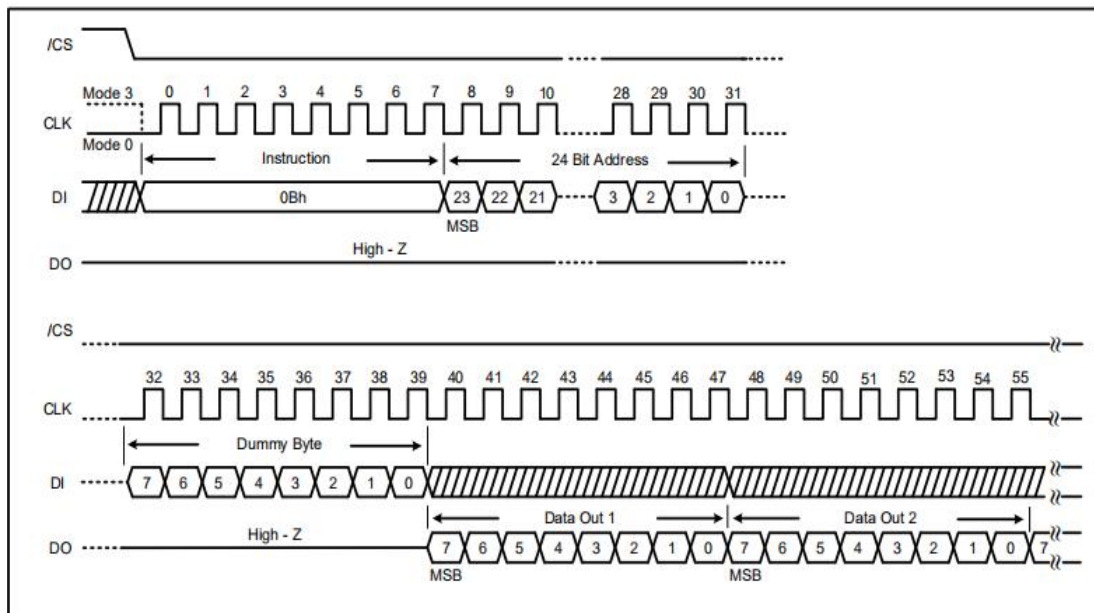 /CS
Mode 3 0 1 2 3 4 5 6 7 8 9 10 28 29 30 31
CLK
Mode 0
Instruction 24 Bit Address
DI 0Bh 23 22 21 3 2 1 0
MSB
High - Z
DO
/CS
32 33 34 35 36 37 38 39 40 41 42 43 44 45 46 47 48 49 50 51 52 53 54 55
CLK
Dummy Byte
DI 7 6 5 4 3 2 1 0
Data Out 1 Data Out 2
High - Z
DO 7 6 5 4 3 2 1 0 7 6 5 4 3 2 1 0 7
MSB MSB